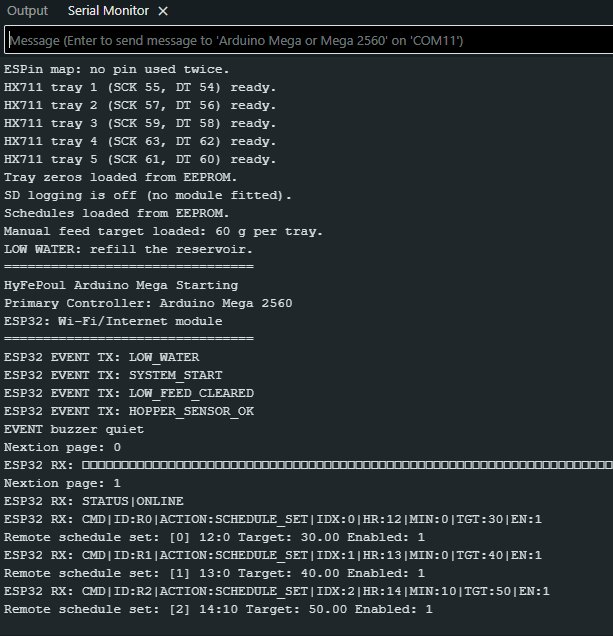 Output Serial Monitor ×
Message (Enter to send message to 'Arduino Mega or Mega 2560' on 'COM11')
ESPin map: no pin used twice.
HX711 tray 1 (SCK 55, DT 54) ready.
HX711 tray 2 (SCK 57, DT 56) ready.
HX711 tray 3 (SCK 59, DT 58) ready.
HX711 tray 4 (SCK 63, DT 62) ready.
HX711 tray 5 (SCK 61, DT 60) ready.
Tray zeros loaded from EEPROM.
SD logging is off (no module fitted).
Schedules loaded from EEPROM.
Manual feed target loaded: 60 g per tray.
LOW WATER: refill the reservoir.
================================
HyFePoul Arduino Mega Starting
Primary Controller: Arduino Mega 2560
ESP32: Wi-Fi/Internet module
================================
ESP32 EVENT TX: LOW_WATER
ESP32 EVENT TX: SYSTEM_START
ESP32 EVENT TX: LOW_FEED_CLEARED
ESP32 EVENT TX: HOPPER_SENSOR_OK
EVENT buzzer quiet
Nextion page: 0
ESP32 RX:
Nextion page: 1
ESP32 RX: STATUS|ONLINE
ESP32 RX: CMD|ID:R0|ACTION:SCHEDULE_SET|IDX:0|HR:12|MIN:0|TGT:30|EN:1
Remote schedule set: [0] 12:0 Target: 30.00 Enabled: 1
ESP32 RX: CMD|ID:R1|ACTION:SCHEDULE_SET|IDX:1|HR:13|MIN:0|TGT:40|EN:1
Remote schedule set: [1] 13:0 Target: 40.00 Enabled: 1
ESP32 RX: CMD|ID:R2|ACTION:SCHEDULE_SET|IDX:2|HR:14|MIN:10|TGT:50|EN:1
Remote schedule set: [2] 14:10 Target: 50.00 Enabled: 1